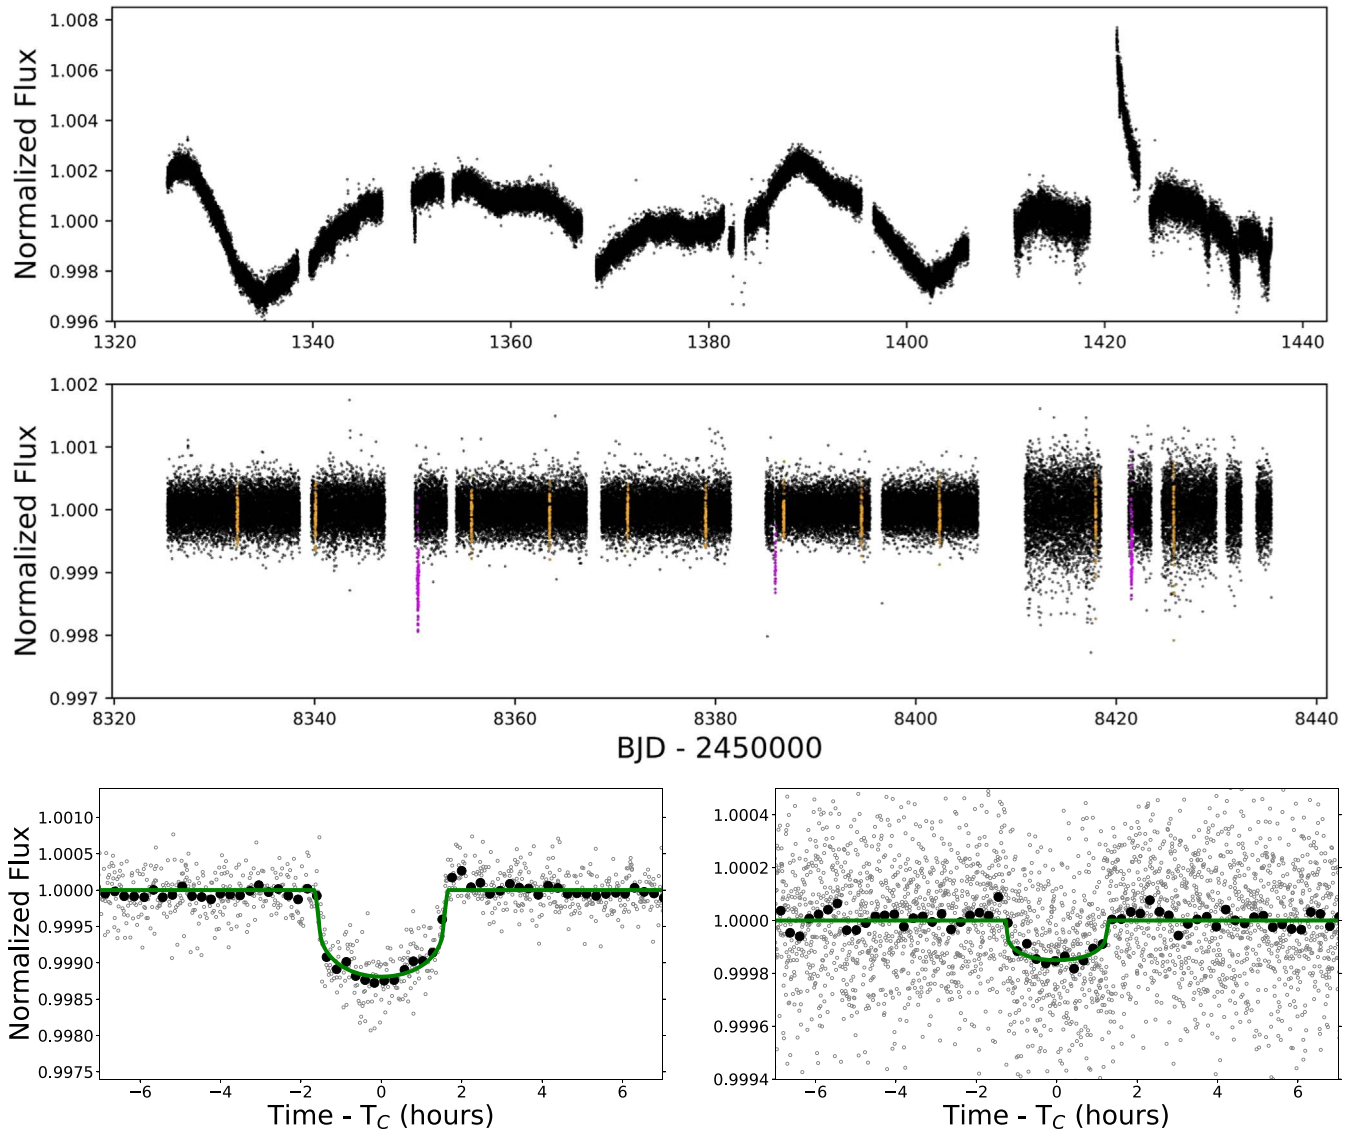 Normalized Flux
1.008
1.006
1.004
1.002
1.000
0.998
0.996
1320 1340 1360 1380 1400 1420 1440
Normalized Flux
1.002
1.001
1.000
0.999
0.998
0.997
8320 8340 8360 8380 8400 8420 8440
BJD - 2450000
Normalized Flux
1.0010
1.0005
1.0000
0.9995
0.9990
0.9985
0.9980
0.9975
−6 −4 −2 0 2 4 6
Time - T_C (hours)
1.0004
1.0002
1.0000
0.9998
0.9996
0.9994
−6 −4 −2 0 2 4 6
Time - T_C (hours)